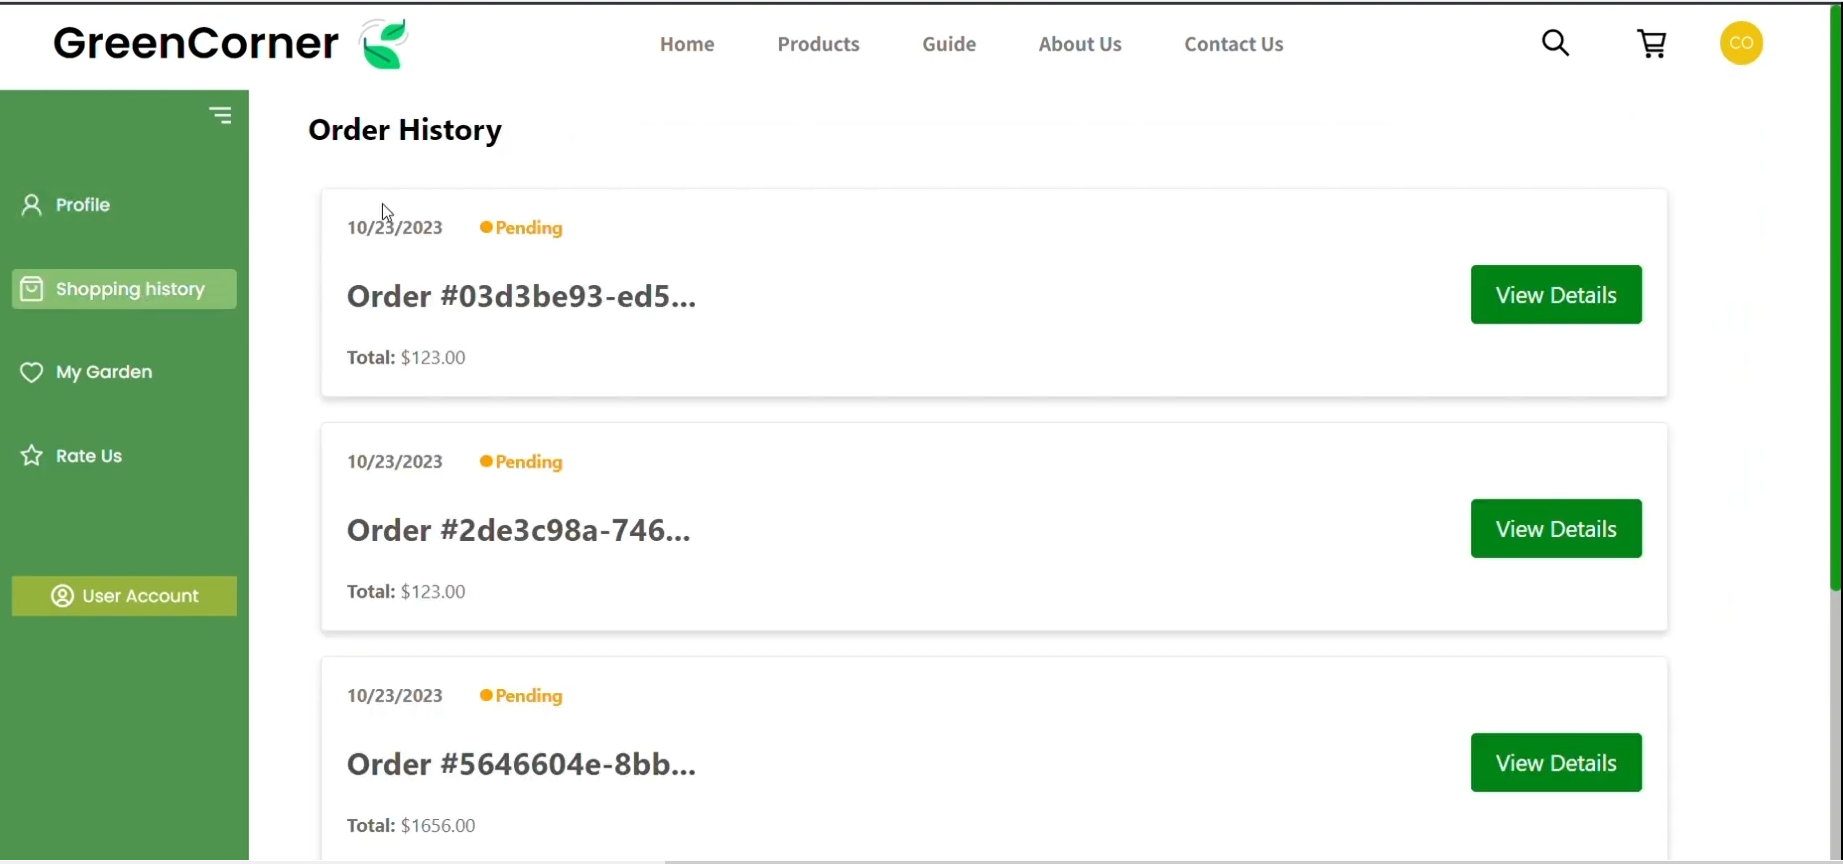 GreenCorner
Home Products Guide About Us Contact Us
CO
Profile
Shopping history
My Garden
Rate Us
User Account
Order History
10/23/2023 Pending
Order #03d3be93-ed5...
Total: $123.00
View Details
10/23/2023 Pending
Order #2de3c98a-746...
Total: $123.00
View Details
10/23/2023 Pending
Order #5646604e-8bb...
Total: $1656.00
View Details